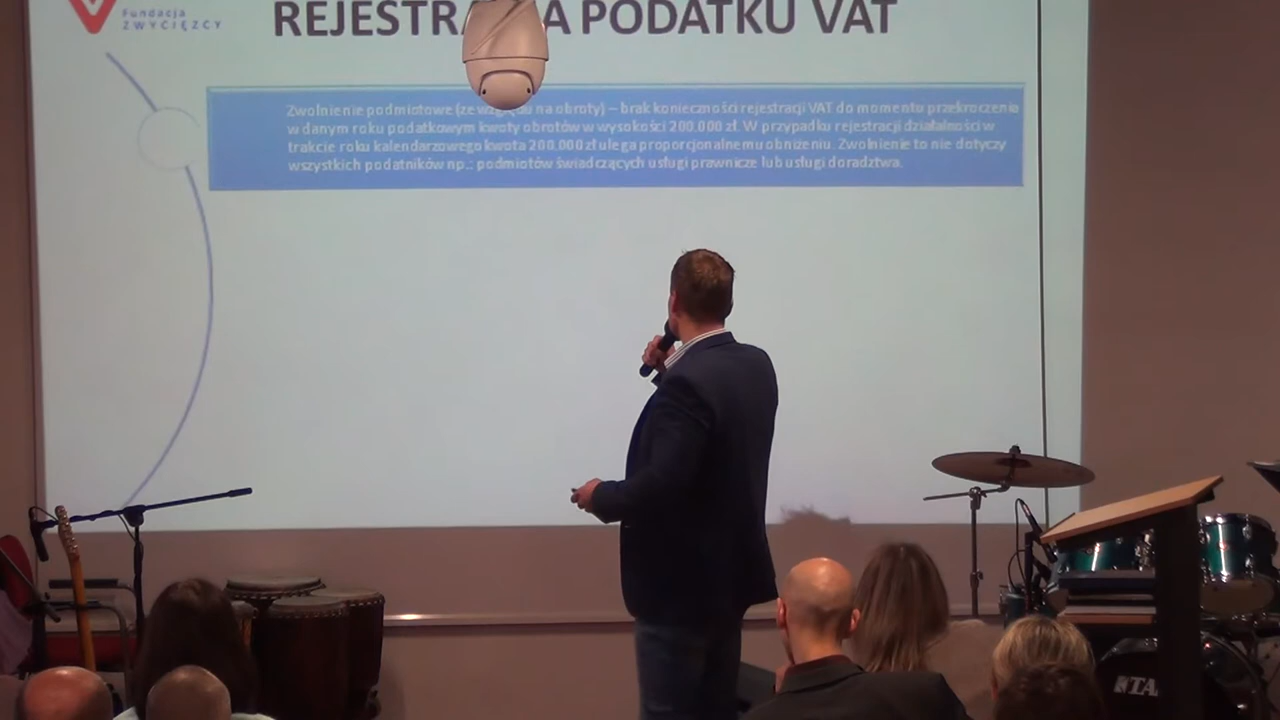 Fundacja
ZWYCIĘZCY
PODATKU VAT
Zwolnienie podmiotowe (ze względu na obroty) – brak konieczności rejestracji VAT do momentu przekroczenia
w danym roku podatkowym kwoty obrotów w wysokości 200.000 zł. W przypadku rejestracji działalności w
trakcie roku kalendarzowego kwota 200.000 zł ulega proporcjonalnemu obniżeniu. Zwolnienie to nie dotyczy
wszystkich podatników np.: podmiotów świadczących usługi prawnicze lub usługi doradztwa.